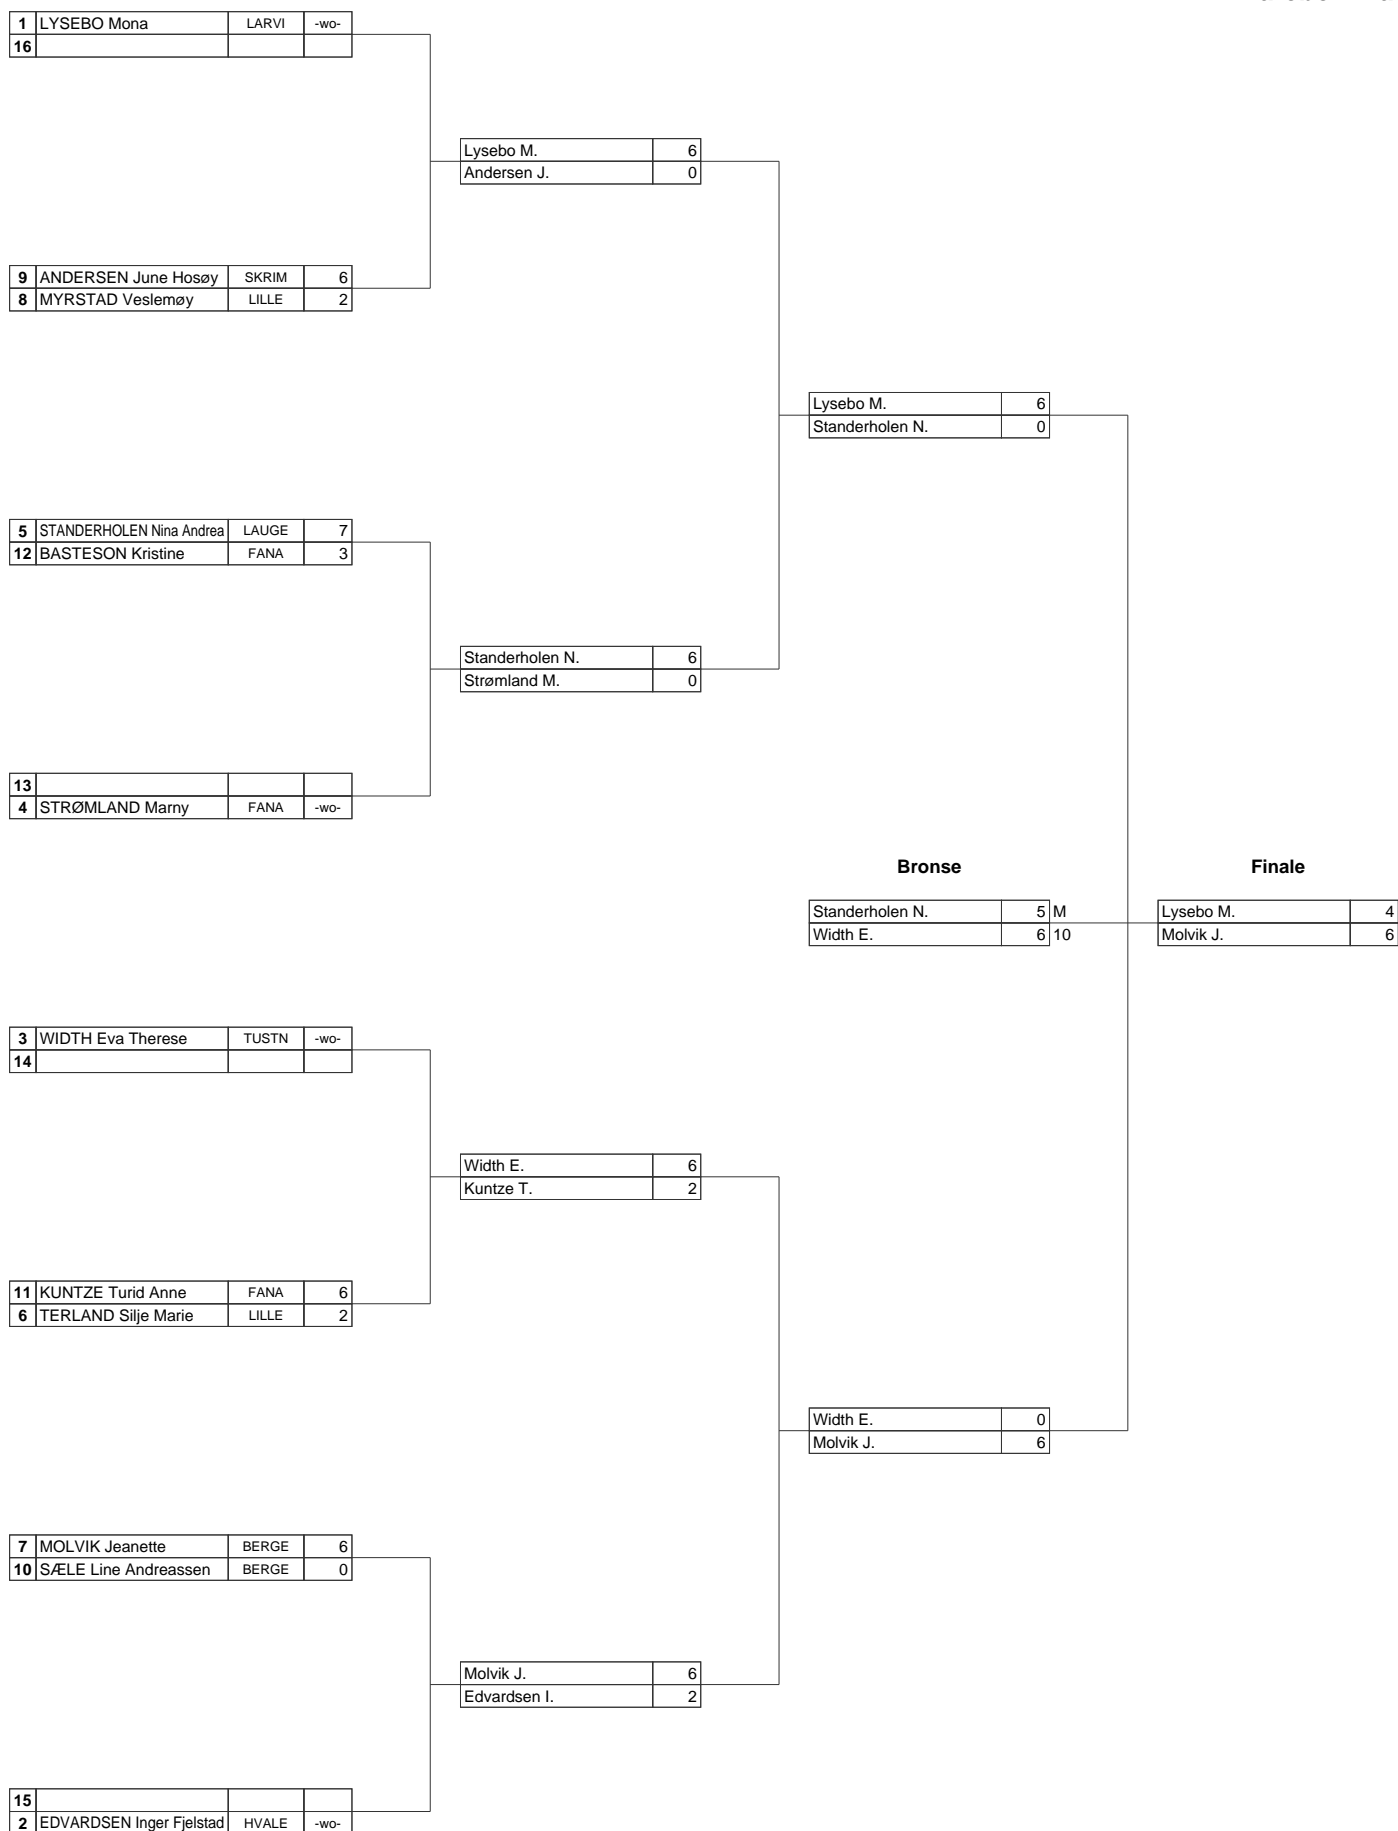 1 LYSEBO Mona LARVI -wo-
16
Lysebo M. 6
Andersen J. 0
9 ANDERSEN June Hosøy SKRIM 6
8 MYRSTAD Veslemøy LILLE 2
Lysebo M. 6
Standerholen N. 0
5 STANDERHOLEN Nina Andrea LAUGE 7
12 BASTESON Kristine FANA 3
Standerholen N. 6
Strømland M. 0
13
4 STRØMLAND Marny FANA -wo-
Bronse Finale
Standerholen N. 5 M Lysebo M. 4
Width E. 6 10 Molvik J. 6
3 WIDTH Eva Therese TUSTN -wo-
14
Width E. 6
Kuntze T. 2
11 KUNTZE Turid Anne FANA 6
6 TERLAND Silje Marie LILLE 2
Width E. 0
Molvik J. 6
7 MOLVIK Jeanette BERGE 6
10 SÆLE Line Andreassen BERGE 0
Molvik J. 6
Edvardsen I. 2
15
2 EDVARDSEN Inger Fjelstad HVALE -wo-